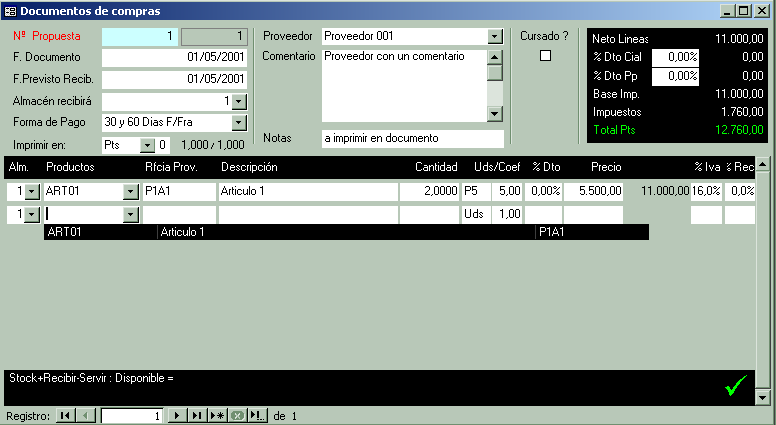 Documentos de compras
Nº Propuesta 1 1
F. Documento 01/05/2001
F.Previsto Recib. 01/05/2001
Almacén recibirá 1
Forma de Pago 30 y 60 Dias F/Fra
Imprimir en: Pts 0 1,000 / 1,000
Proveedor Proveedor 001
Comentario Proveedor con un comentario
Notas a imprimir en documento
Cursado ?
Neto Lineas 11.000,00
% Dto Cial 0,00% 0,00
% Dto Pp 0,00% 0,00
Base Imp. 11.000,00
Impuestos 1.760,00
Total Pts 12.760,00
Alm. Productos Rfcia Prov. Descripción Cantidad Uds/Coef % Dto Precio % Iva % Rec
1 ART01 P1A1 Articulo 1 2,0000 P5 5,00 0,00% 5.500,00 11.000,00 16,0% 0,0%
1 Uds 1,00
ART01 Articulo 1 P1A1
Stock+Recibir-Servir : Disponible =
Registro: 1 de 1